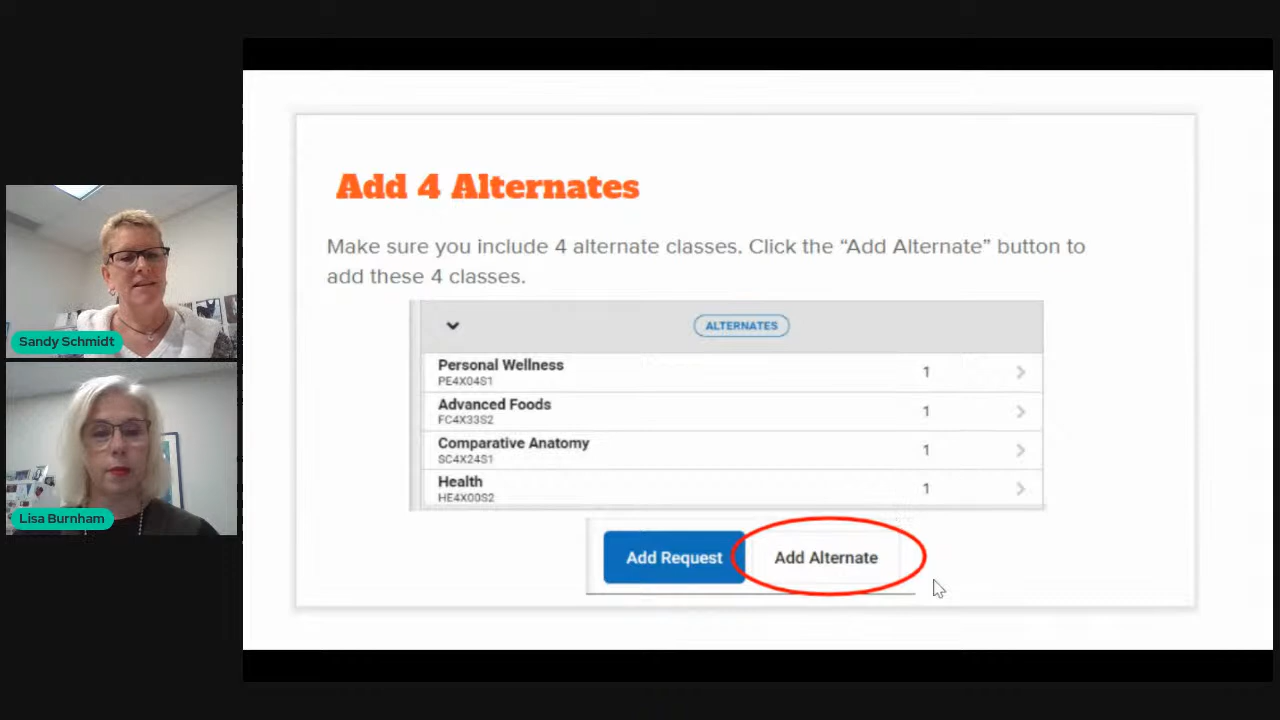 Add 4 Alternates
Make sure you include 4 alternate classes. Click the “Add Alternate” button to
add these 4 classes.
ALTERNATES
Personal Wellness
1
PE4X04S1
Advanced Foods
1
FC4X33S2
Comparative Anatomy
1
SC4X24S1
Health
1
HE4X00S2
Add Request
Add Alternate
Sandy Schmidt
Lisa Burnham